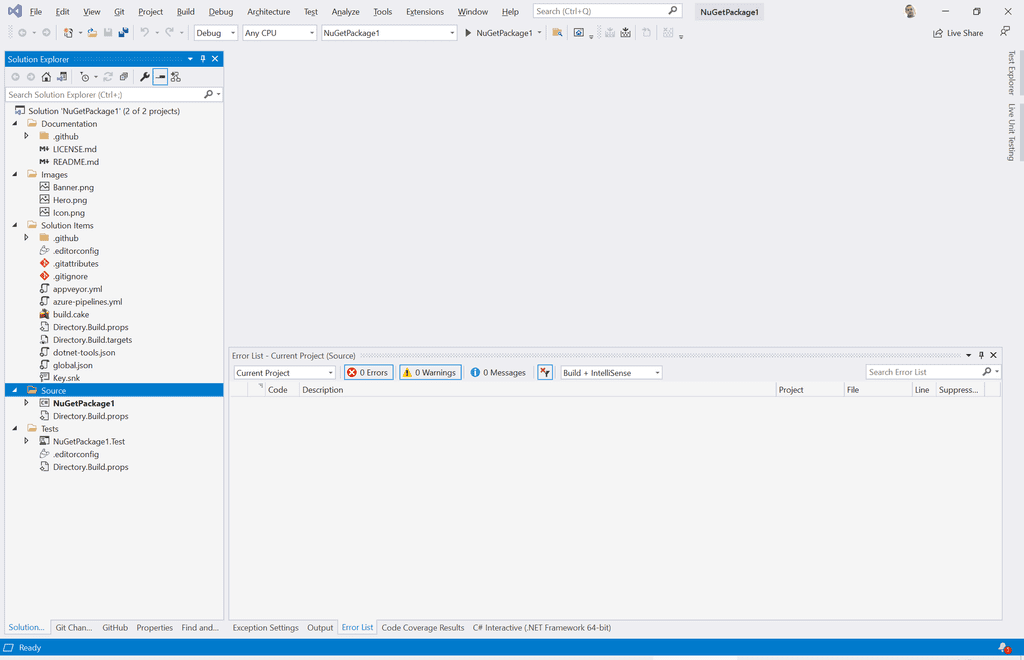 File Edit View Git Project Build Debug Architecture Test Analyze Tools Extensions Window Help Search (Ctrl+Q) NuGetPackage1
Debug Any CPU NuGetPackage1 NuGetPackage1 Live Share
Solution Explorer
Search Solution Explorer (Ctrl+;)
Solution 'NuGetPackage1' (2 of 2 projects)
Documentation
.github
M↓ LICENSE.md
M↓ README.md
Images
Banner.png
Hero.png
Icon.png
Solution Items
.github
.editorconfig
.gitattributes
.gitignore
appveyor.yml
azure-pipelines.yml
build.cake
Directory.Build.props
Directory.Build.targets
dotnet-tools.json
global.json
Key.snk
Source
C# NuGetPackage1
Directory.Build.props
Tests
NuGetPackage1.Test
.editorconfig
Directory.Build.props
Test Explorer
Live Unit Testing
Error List - Current Project (Source)
Current Project 0 Errors 0 Warnings 0 Messages Build + IntelliSense Search Error List
Code Description Project File Line Suppress...
Solution... Git Chan... GitHub Properties Find and... Exception Settings Output Error List Code Coverage Results C# Interactive (.NET Framework 64-bit)
Ready